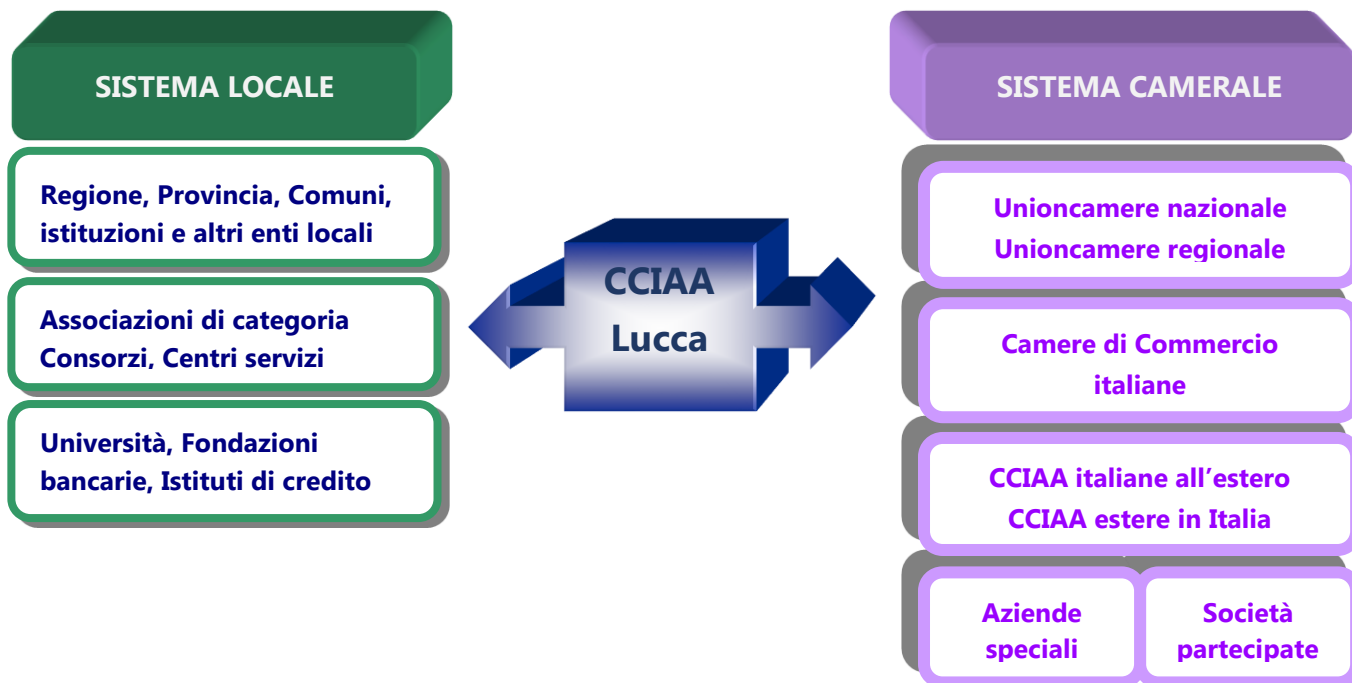 SISTEMA LOCALE
Regione, Provincia, Comuni,
istituzioni e altri enti locali
Associazioni di categoria
Consorzi, Centri servizi
Università, Fondazioni
bancarie, Istituti di credito
CCIAA
Lucca
SISTEMA CAMERALE
Unioncamere nazionale
Unioncamere regionale
Camere di Commercio
italiane
CCIAA italiane all’estero
CCIAA estere in Italia
Aziende
speciali
Società
partecipate